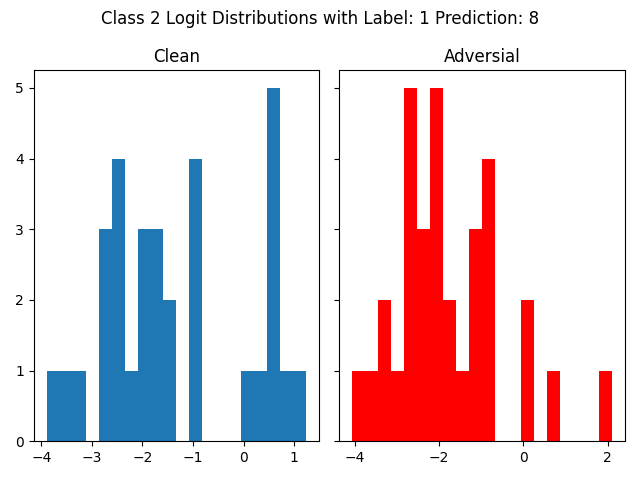 Class 2 Logit Distributions with Label: 1 Prediction: 8
Clean
Adversial
5
4
3
2
1
0
−4 −3 −2 −1 0 1
−4 −2 0 2